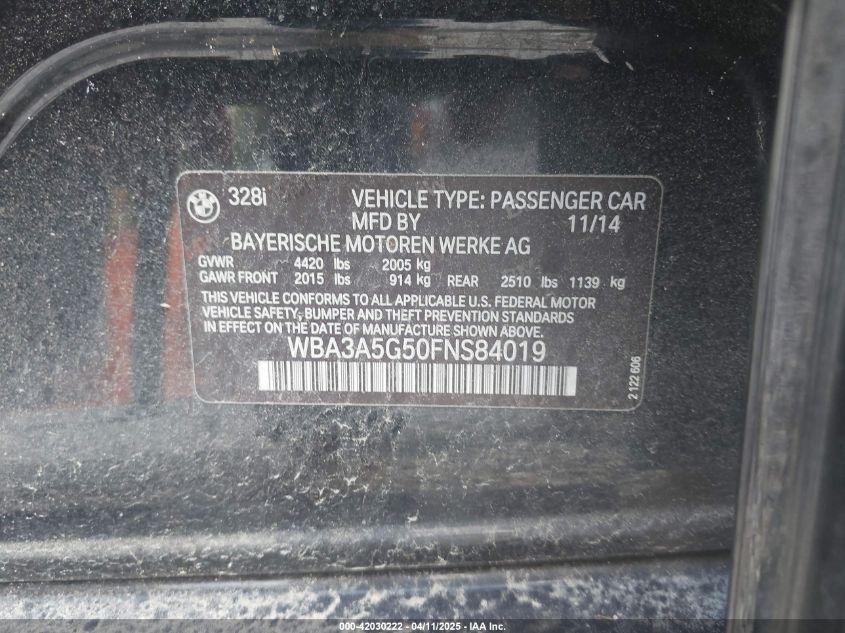 BMW
328i VEHICLE TYPE: PASSENGER CAR
MFD BY 11/14
BAYERISCHE MOTOREN WERKE AG
GVWR 4420 lbs 2005 kg
GAWR FRONT 2015 lbs 914 kg REAR 2510 lbs 1139 kg
THIS VEHICLE CONFORMS TO ALL APPLICABLE U.S. FEDERAL MOTOR
VEHICLE SAFETY, BUMPER AND THEFT PREVENTION STANDARDS
IN EFFECT ON THE DATE OF MANUFACTURE SHOWN ABOVE.
WBA3A5G50FNS84019
2 122 606
000-42030222 - 04/11/2025 - IAAI.COM